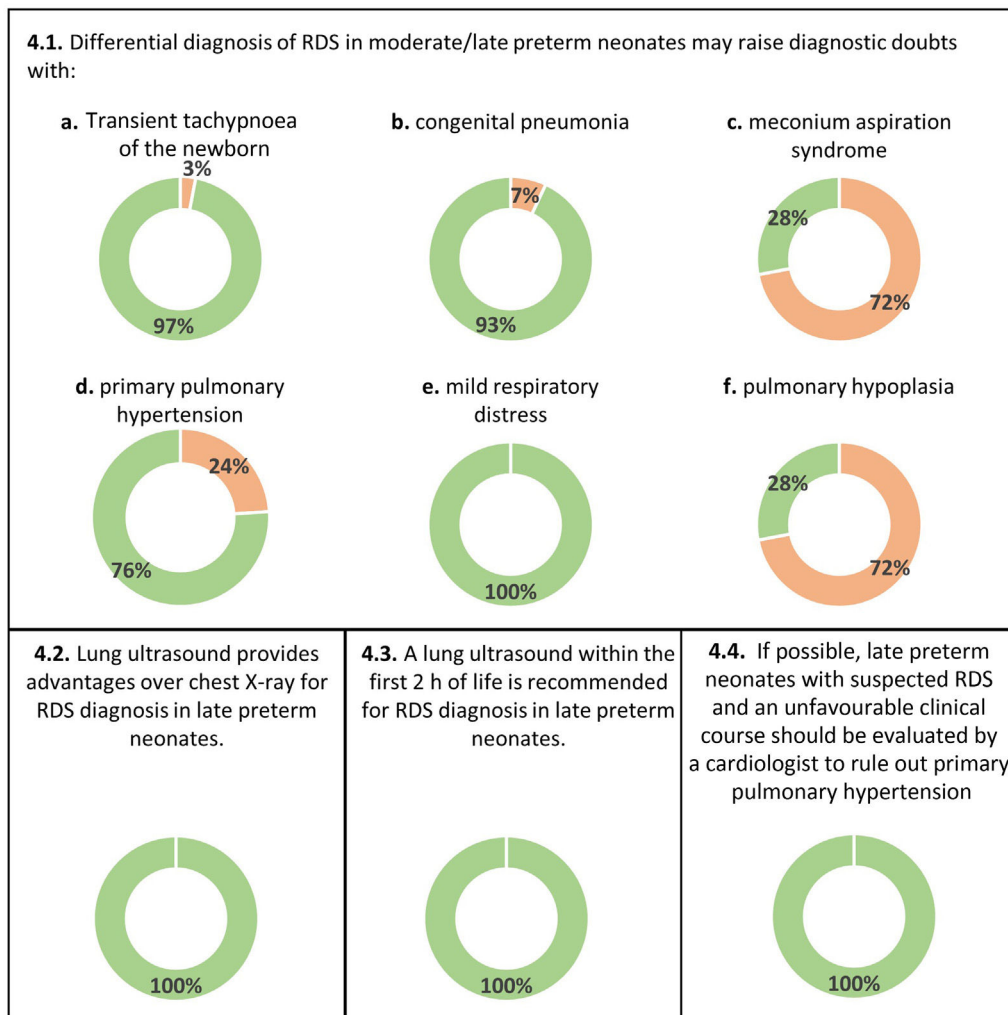 4.1. Differential diagnosis of RDS in moderate/late preterm neonates may raise diagnostic doubts
with:
a. Transient tachypnoea
of the newborn
3%
97%
b. congenital pneumonia
7%
93%
c. meconium aspiration
syndrome
28%
72%
d. primary pulmonary
hypertension
24%
76%
e. mild respiratory
distress
100%
f. pulmonary hypoplasia
28%
72%
4.2. Lung ultrasound provides
advantages over chest X-ray for
RDS diagnosis in late preterm
neonates.
100%
4.3. A lung ultrasound within the
first 2 h of life is recommended
for RDS diagnosis in late preterm
neonates.
100%
4.4. If possible, late preterm
neonates with suspected RDS
and an unfavourable clinical
course should be evaluated by
a cardiologist to rule out primary
pulmonary hypertension
100%